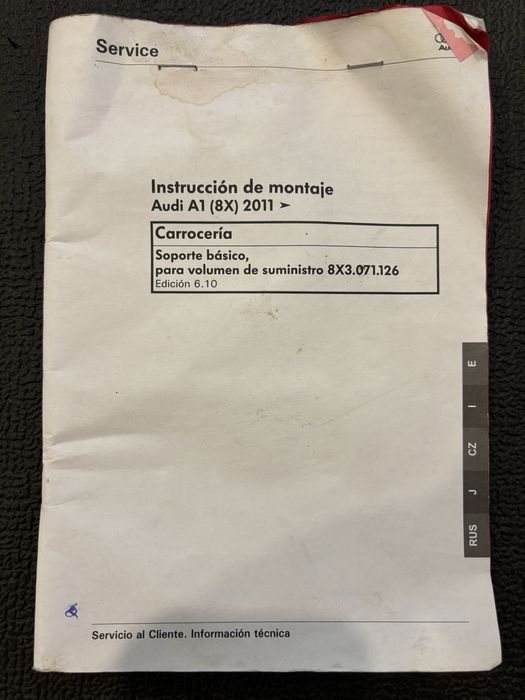 Service
Instrucción de montaje
Audi A1 (8X) 2011 ➤
Carrocería
Soporte básico,
para volumen de suministro 8X3.071.126
Edición 6.10
E
I
CZ
J
RUS
Servicio al Cliente. Información técnica